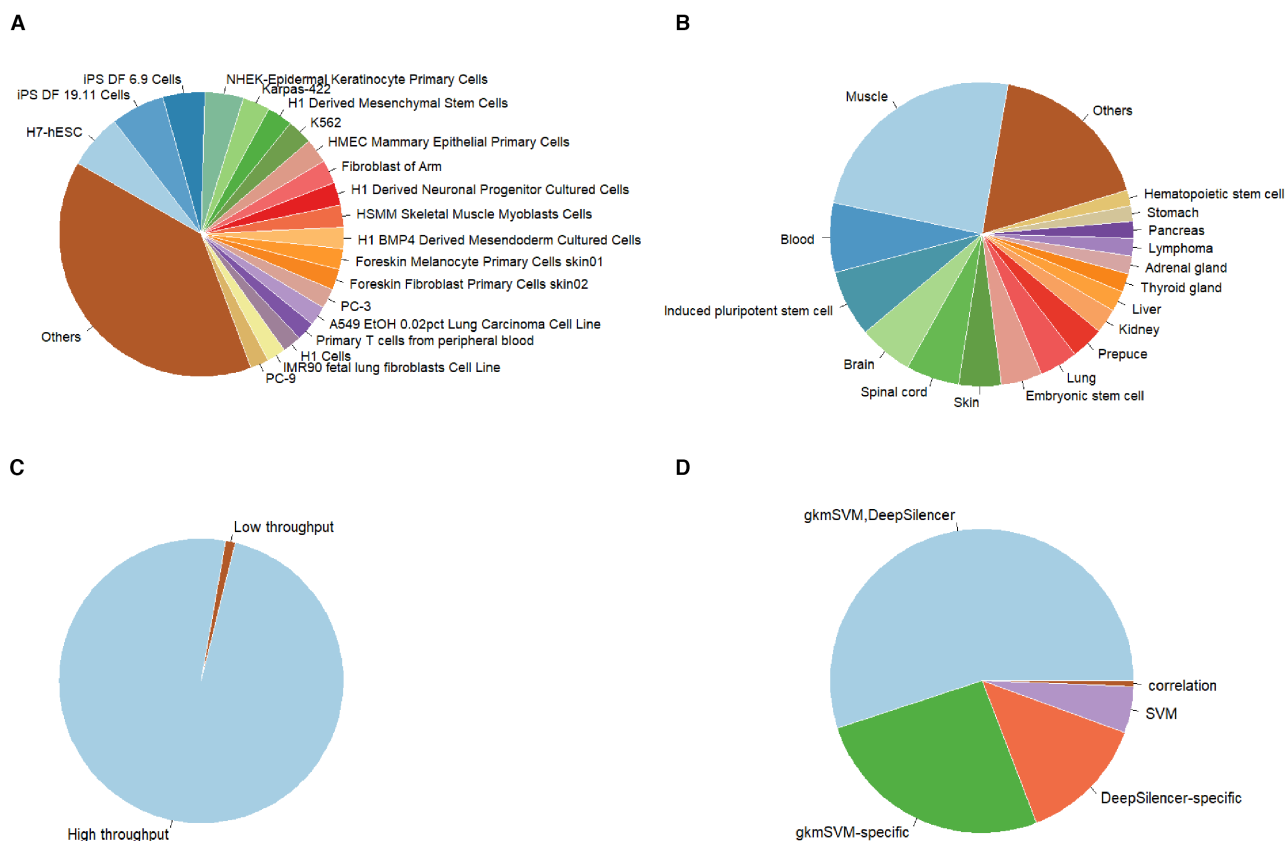 A
iPS DF 6.9 Cells
iPS DF 19.11 Cells
H7-hESC
Others
NHEK-Epidermal Keratinocyte Primary Cells
Karpas-422
H1 Derived Mesenchymal Stem Cells
K562
HMEC Mammary Epithelial Primary Cells
Fibroblast of Arm
H1 Derived Neuronal Progenitor Cultured Cells
HSMM Skeletal Muscle Myoblasts Cells
H1 BMP4 Derived Mesendoderm Cultured Cells
Foreskin Melanocyte Primary Cells skin01
Foreskin Fibroblast Primary Cells skin02
PC-3
A549 EtOH 0.02pct Lung Carcinoma Cell Line
Primary T cells from peripheral blood
H1 Cells
IMR90 fetal lung fibroblasts Cell Line
PC-9
B
Muscle
Others
Blood
Induced pluripotent stem cell
Brain
Spinal cord
Skin
Hematopoietic stem cell
Stomach
Pancreas
Lymphoma
Adrenal gland
Thyroid gland
Liver
Kidney
Prepuce
Lung
Embryonic stem cell
C
Low throughput
High throughput
D
gkmSVM,DeepSilencer
correlation
SVM
DeepSilencer-specific
gkmSVM-specific